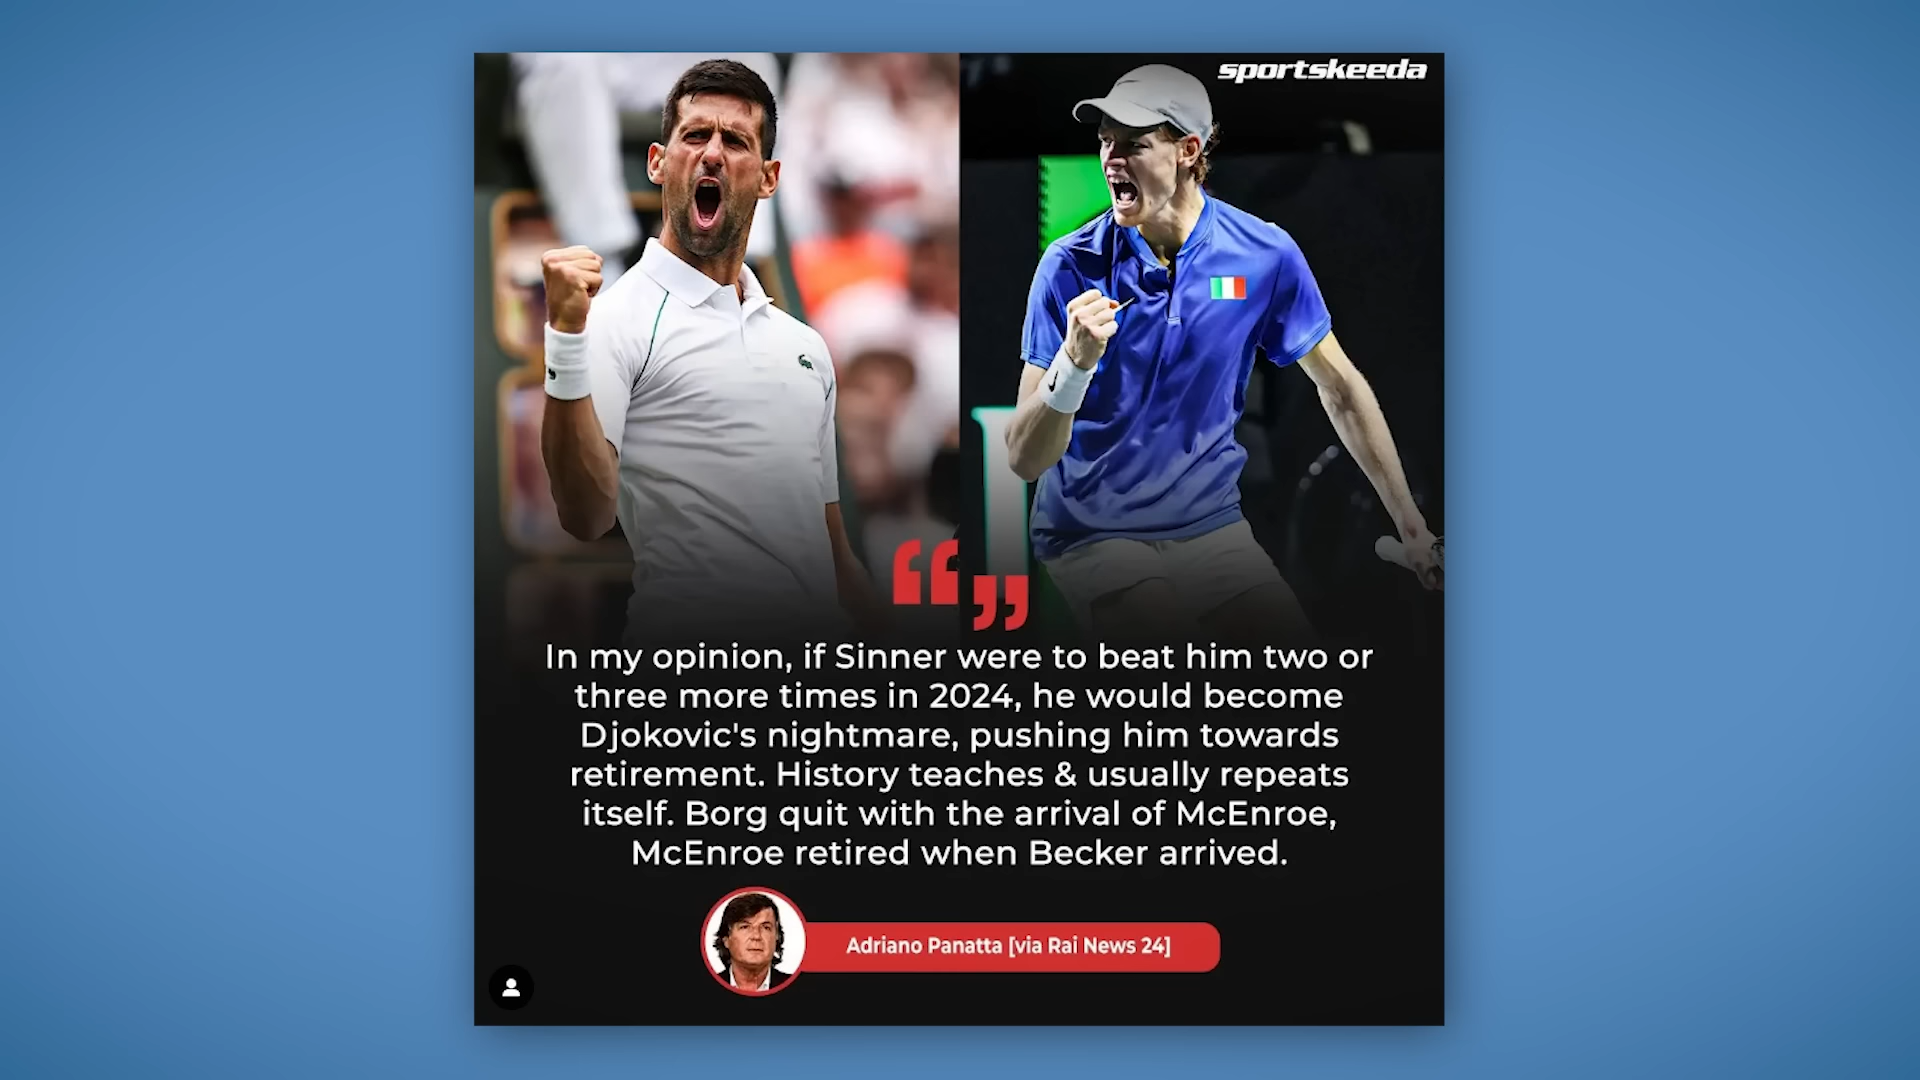 sportskeeda
“ ”
In my opinion, if Sinner were to beat him two or
three more times in 2024, he would become
Djokovic's nightmare, pushing him towards
retirement. History teaches & usually repeats
itself. Borg quit with the arrival of McEnroe,
McEnroe retired when Becker arrived.
Adriano Panatta [via Rai News 24]